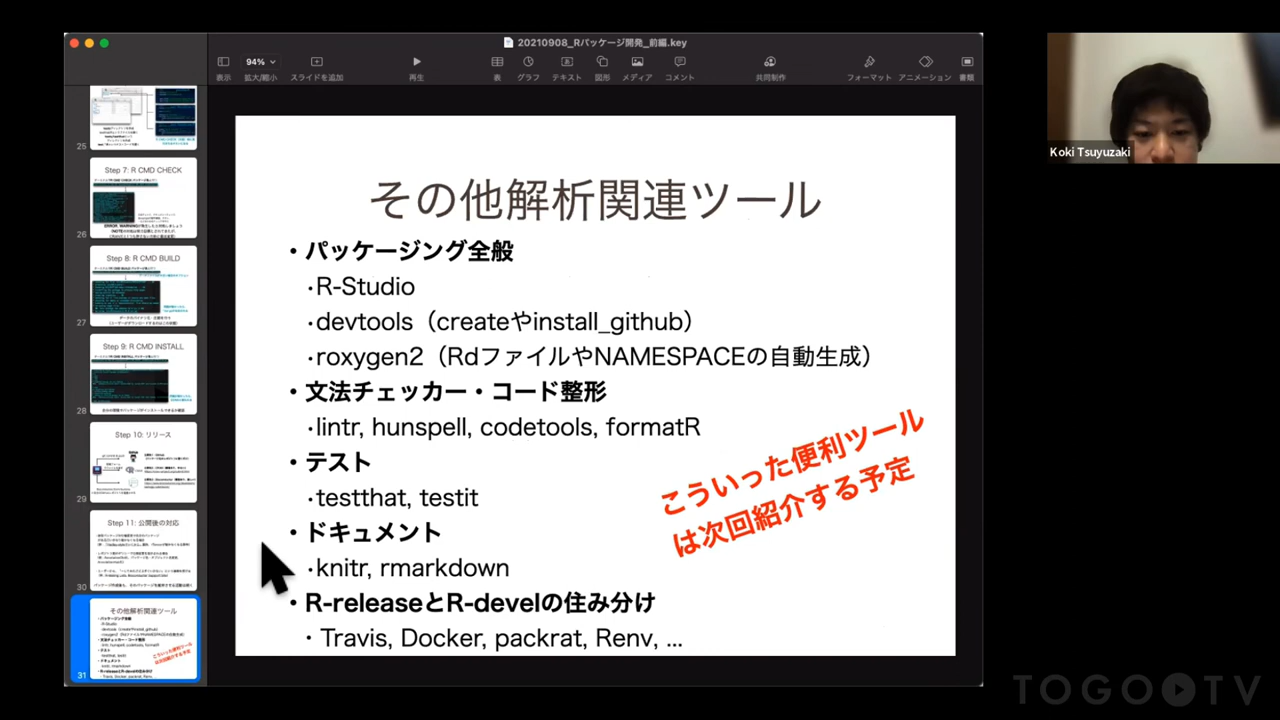 20210908_Rパッケージ開発_前編.key
94%
表示
拡大/縮小
スライドを追加
再生
表
グラフ
テキスト
図形
メディア
コメント
共同制作
フォーマット
アニメーション
書類
25
Step 7: R CMD CHECK
26
Step 8: R CMD BUILD
27
Step 9: R CMD INSTALL
28
Step 10: リリース
29
Step 11: 公開後の対応
30
その他解析関連ツール
31
その他解析関連ツール
・パッケージング全般
・R-Studio
・devtools（createやinstall_github）
・roxygen2（RdファイルやNAMESPACEの自動生成）
・文法チェッカー・コード整形
・lintr, hunspell, codetools, formatR
・テスト
・testthat, testit
・ドキュメント
・knitr, rmarkdown
・R-releaseとR-develの住み分け
・Travis, Docker, packrat, Renv, ...
こういった便利ツール
は次回紹介する予定
Koki Tsuyuzaki
TOGO TV